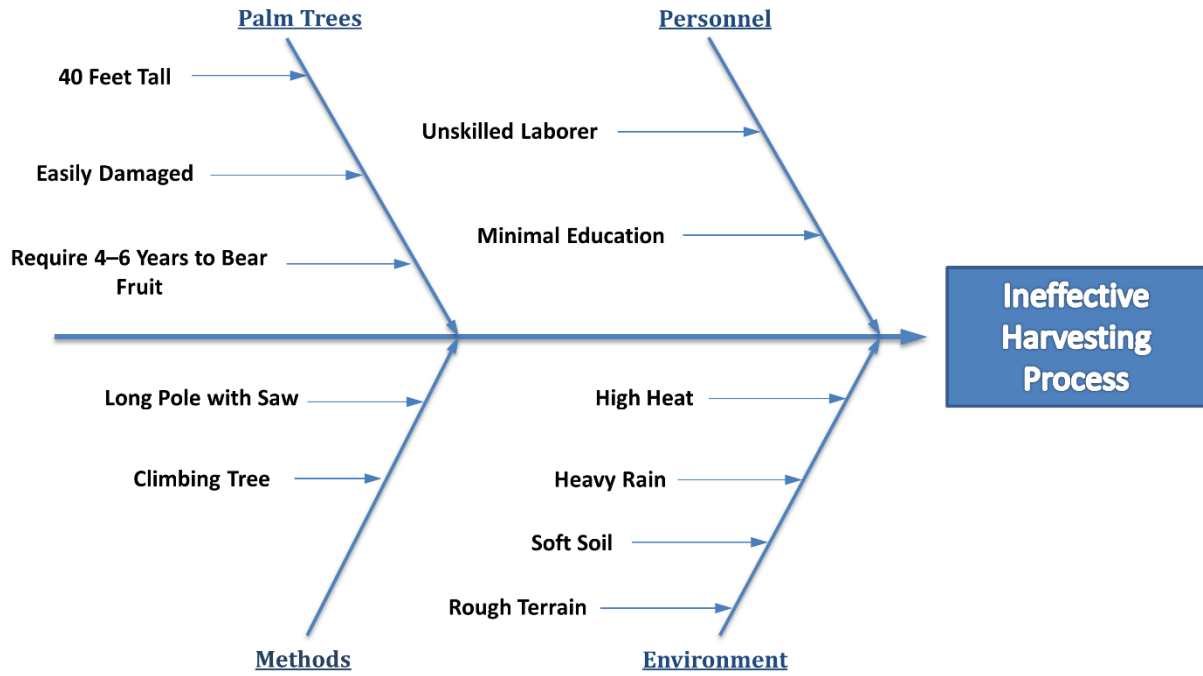 Palm Trees
Personnel
40 Feet Tall
Unskilled Laborer
Easily Damaged
Minimal Education
Require 4–6 Years to Bear
Fruit
Ineffective
Harvesting
Process
Long Pole with Saw
High Heat
Climbing Tree
Heavy Rain
Soft Soil
Rough Terrain
Methods
Environment